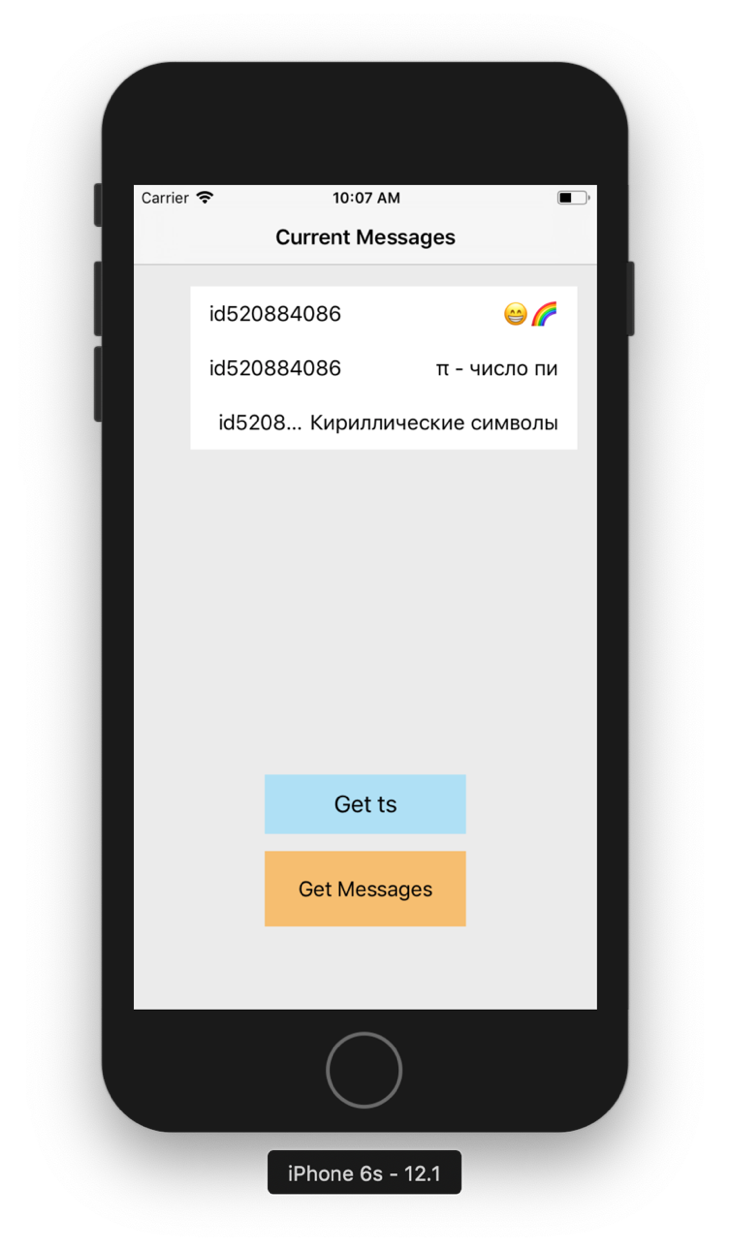 Carrier 10:07 AM
Current Messages
id520884086 😁🌈
id520884086 π - число пи
id5208... Кириллические символы
Get ts
Get Messages
iPhone 6s - 12.1